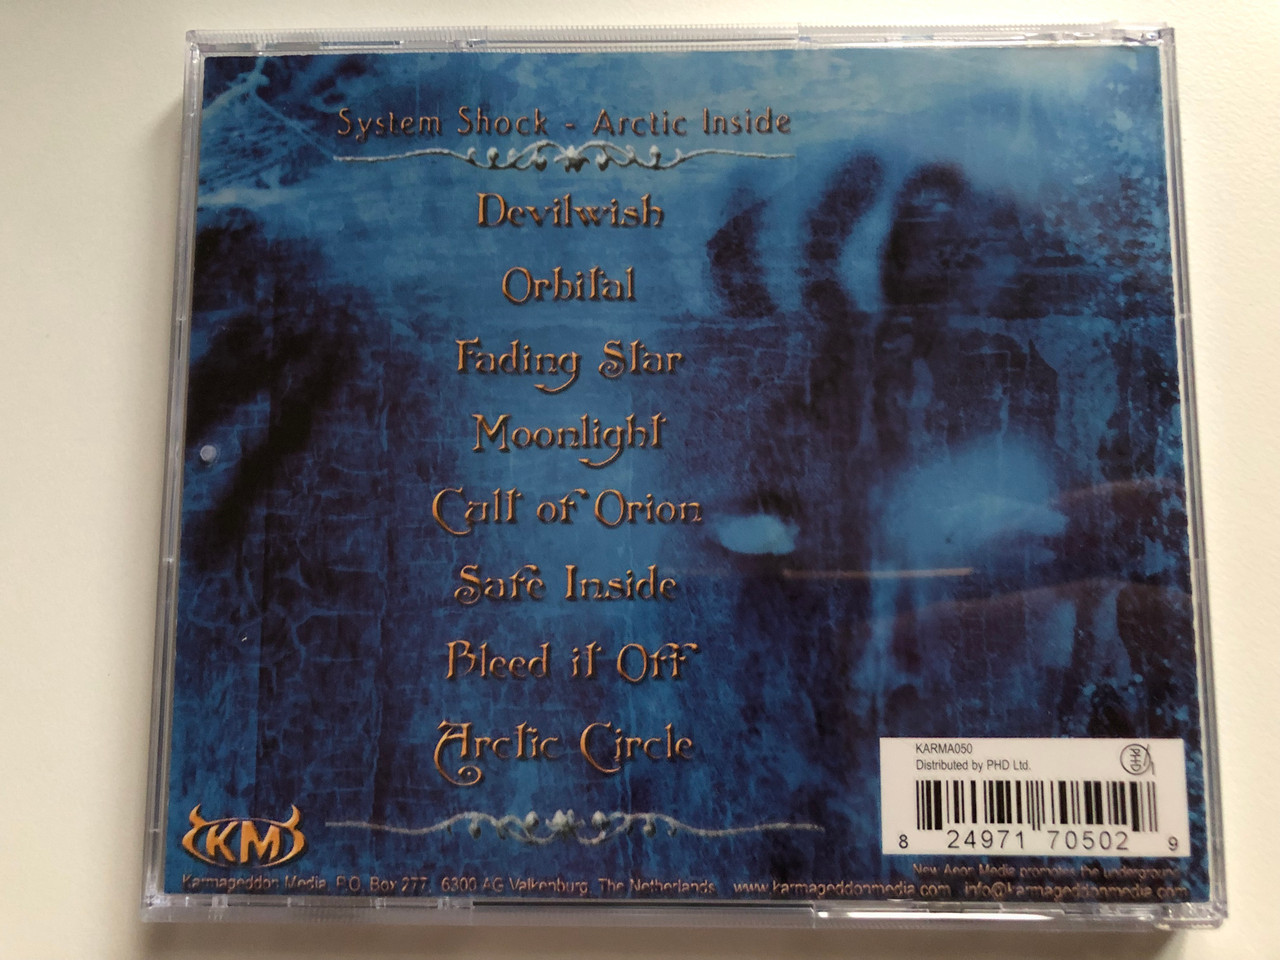 System Shock - Arctic Inside
Devilwish
Orbital
Fading Star
Moonlight
Cult of Orion
Safe Inside
Bleed it Off
Arctic Circle
KARMA050
Distributed by PHD Ltd.
PHD
8 24971 70502 9
KM
New Aeon Media promotes the underground
Karmageddon Media, P.O. Box 277, 6300 AG Valkenburg, The Netherlands www.karmageddonmedia.com info@karmageddonmedia.com